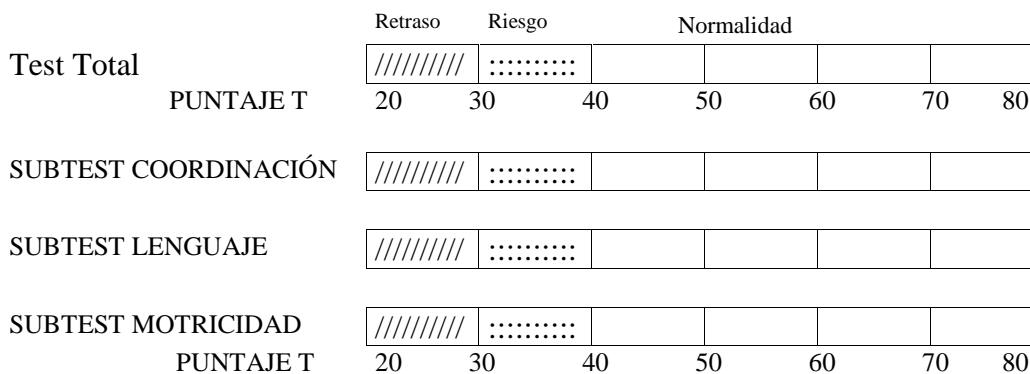 Retraso Riesgo Normalidad
Test Total ////////// ::::::::::
PUNTAJE T 20 30 40 50 60 70 80
SUBTEST COORDINACIÓN ////////// ::::::::::
SUBTEST LENGUAJE ////////// ::::::::::
SUBTEST MOTRICIDAD ////////// ::::::::::
PUNTAJE T 20 30 40 50 60 70 80